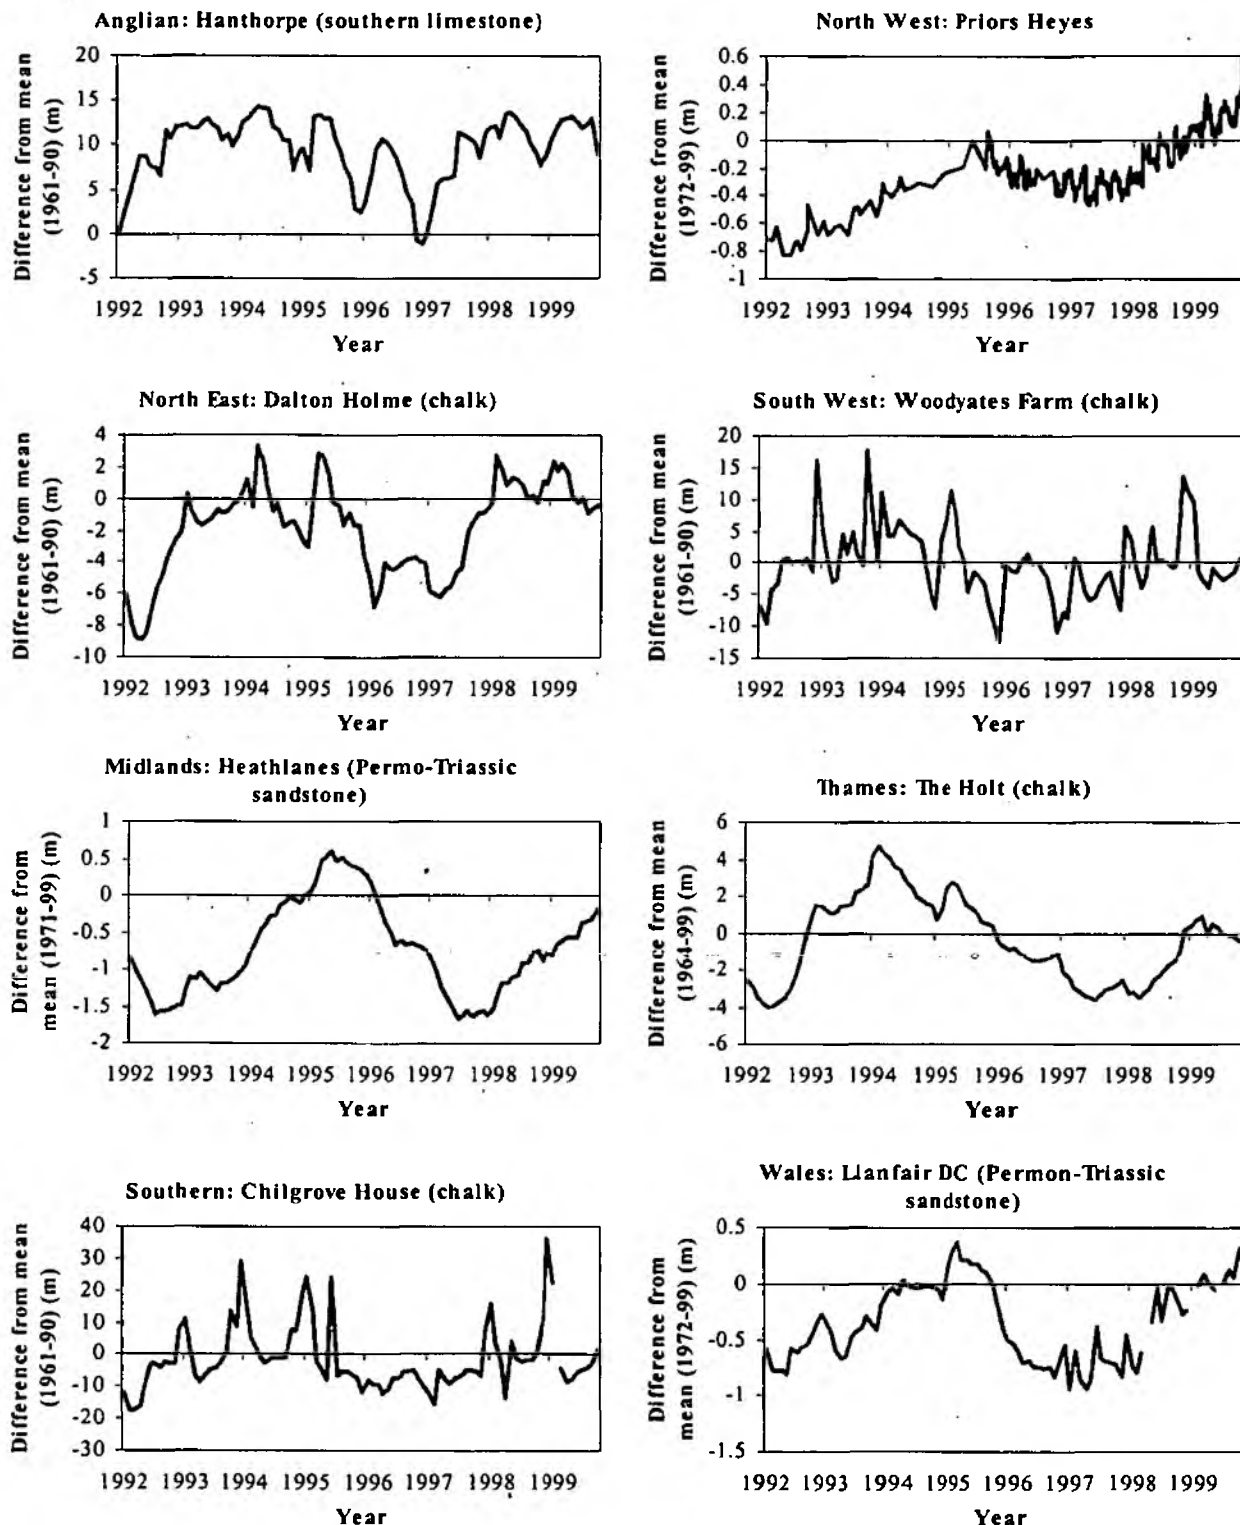 Anglian: Hanthorpe (southern limestone)
Difference from mean
(1961-90) (m)
20
15
10
5
0
-5
1992 1993 1994 1995 1996 1997 1998 1999
Year
North West: Priors Heyes
Difference from mean
(1972-99) (m)
0.6
0.4
0.2
0
-0.2
-0.4
-0.6
-0.8
-1
1992 1993 1994 1995 1996 1997 1998 1999
Year
North East: Dalton Holme (chalk)
Difference from mean
(1961-90) (m)
4
2
0
-2
-4
-6
-8
-10
1992 1993 1994 1995 1996 1997 1998 1999
Year
South West: Woodyates Farm (chalk)
Difference from mean
(1961-90) (m)
20
15
10
5
0
-5
-10
-15
1992 1993 1994 1995 1996 1997 1998 1999
Year
Midlands: Heathlanes (Permo-Triassic
sandstone)
Difference from
mean (1971-99) (m)
1
0.5
0
-0.5
-1
-1.5
-2
1992 1993 1994 1995 1996 1997 1998 1999
Year
Thames: The Holt (chalk)
Difference from mean
(1964-99) (m)
6
4
2
0
-2
-4
-6
1992 1993 1994 1995 1996 1997 1998 1999
Year
Southern: Chilgrove House (chalk)
Difference from mean
(1961-90) (m)
40
30
20
10
0
-10
-20
-30
1992 1993 1994 1995 1996 1997 1998 1999
Year
Wales: Llanfair DC (Permon-Triassic
sandstone)
Difference from
mean (1972-99) (m)
0.5
0
-0.5
-1
-1.5
1992 1993 1994 1995 1996 1997 1998 1999
Year